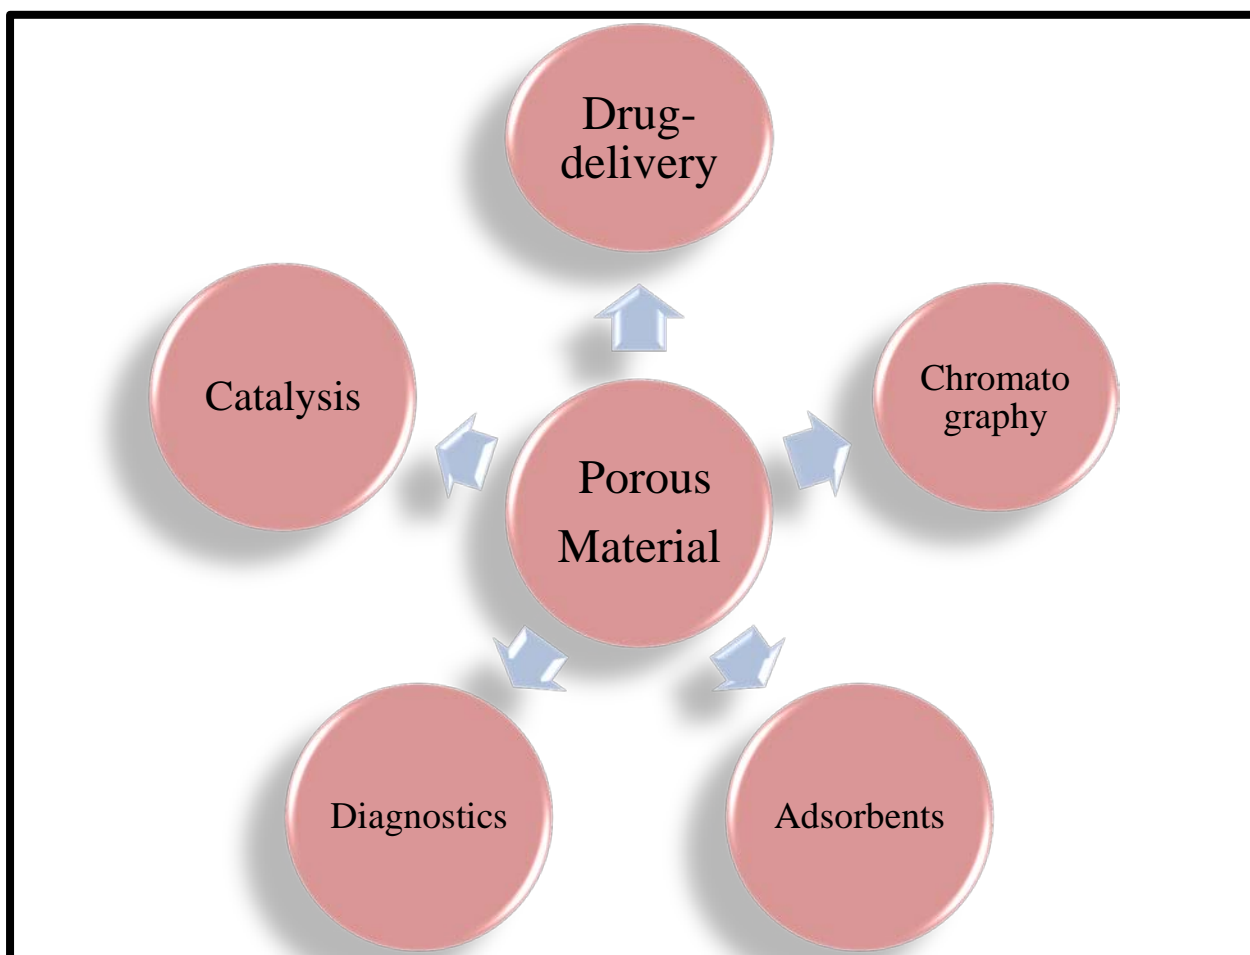 Drug-
delivery
Catalysis
Chromato
graphy
Porous
Material
Diagnostics
Adsorbents